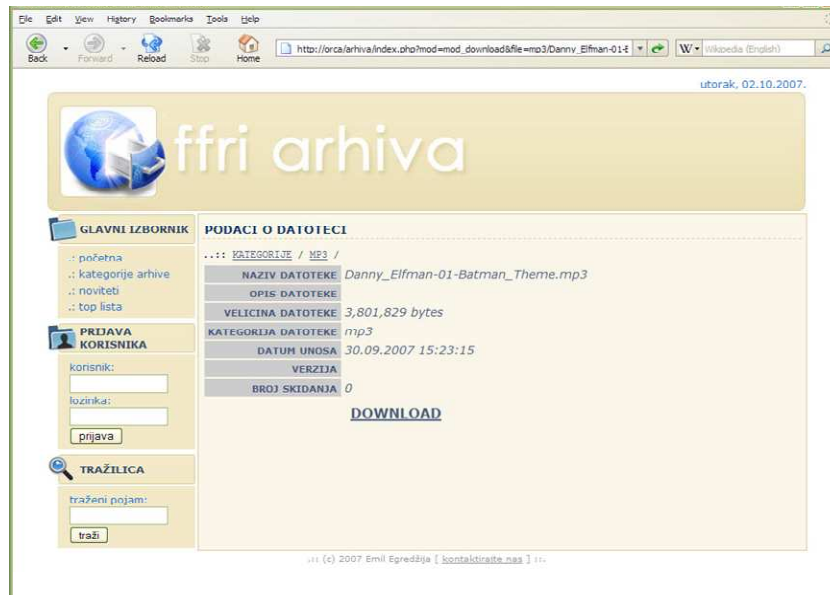 File Edit View History Bookmarks Tools Help
Back Forward Reload Stop Home http://orca/arhiva/index.php?mod=mod_download&file=mp3/Danny_Elfman-01-B W Wikipedia (English)
utorak, 02.10.2007.
ffri arhiva
GLAVNI IZBORNIK
.: početna
.: kategorije arhive
.: noviteti
.: top lista
PRIJAVA
KORISNIKA
korisnik:
lozinka:
prijava
TRAŽILICA
traženi pojam:
traži
PODACI O DATOTECI
..:: KATEGORIJE / MP3 /
NAZIV DATOTEKE Danny_Elfman-01-Batman_Theme.mp3
OPIS DATOTEKE
VELICINA DATOTEKE 3,801,829 bytes
KATEGORIJA DATOTEKE mp3
DATUM UNOSA 30.09.2007 15:23:15
VERZIJA
BROJ SKIDANJA 0
DOWNLOAD
.:: (c) 2007 Emil Egredžija [ kontaktirajte nas ] ::.